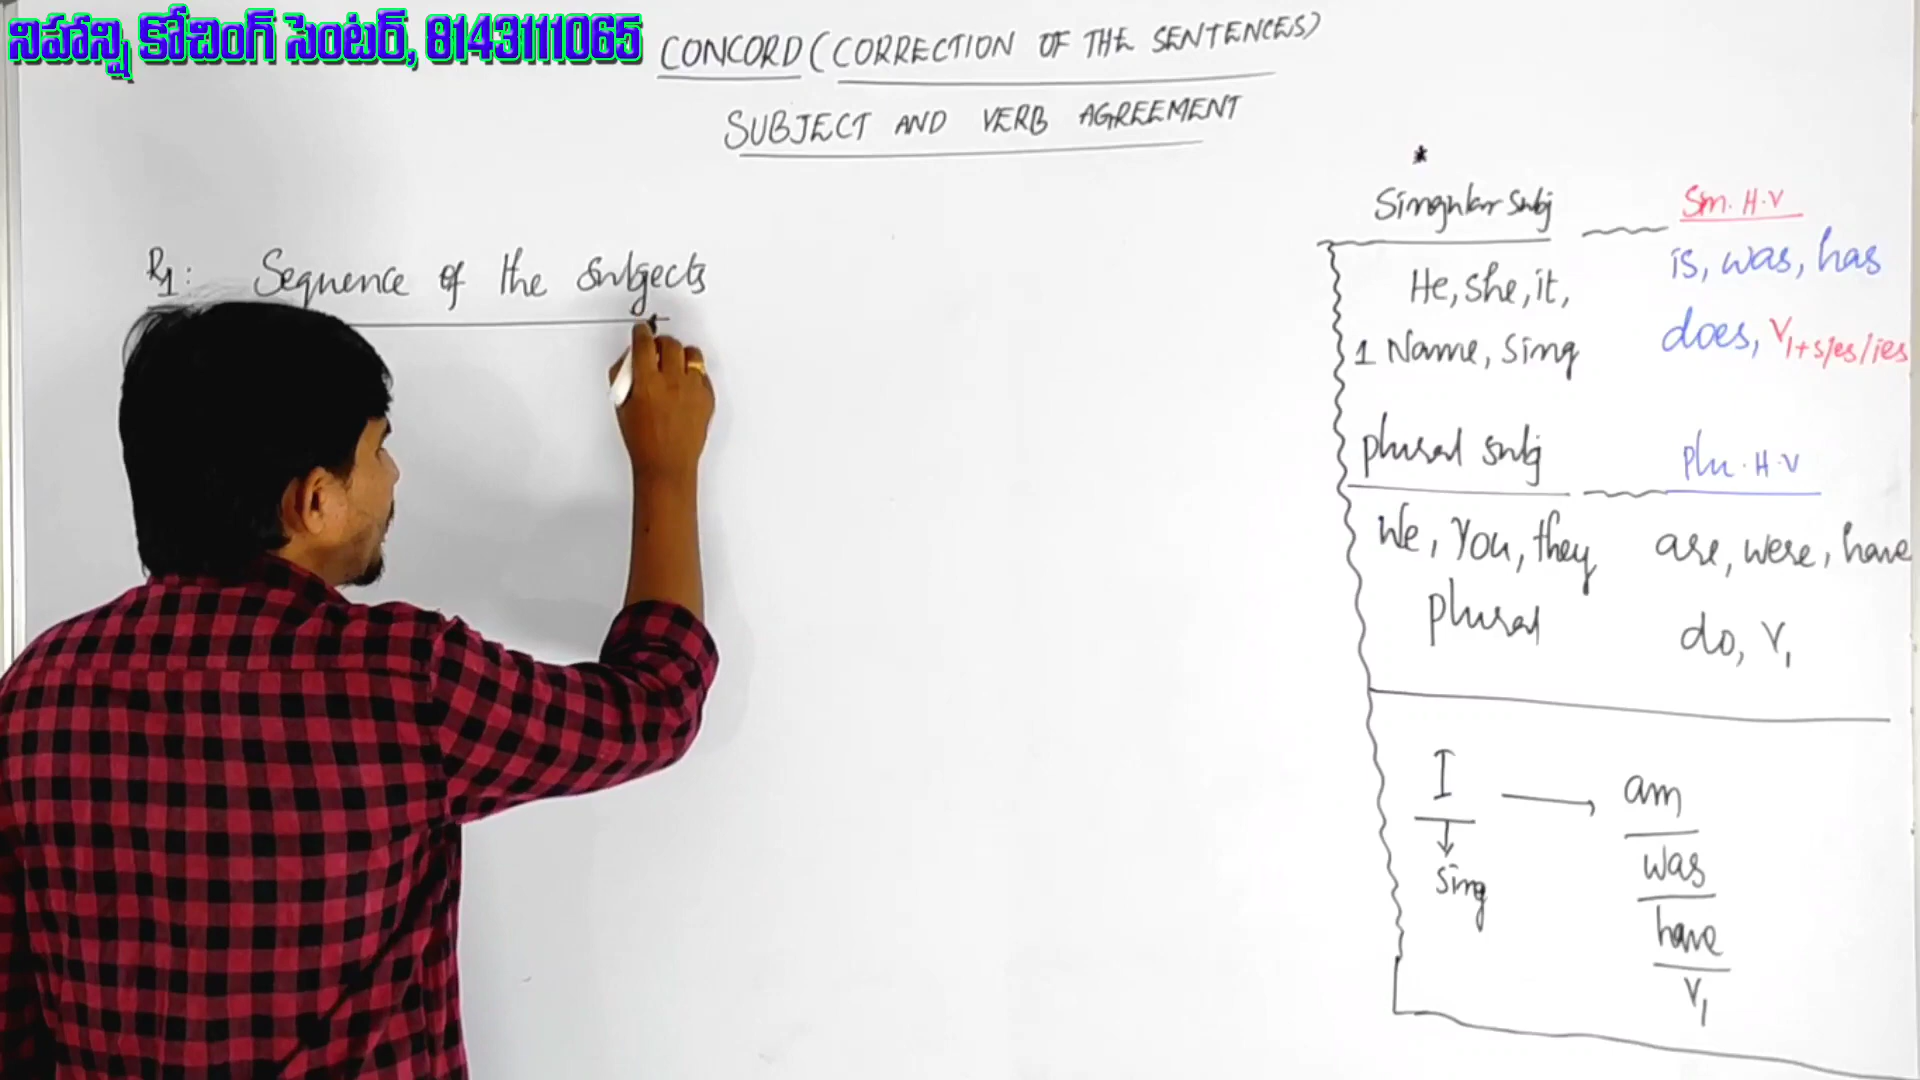 నిహాన్షి కోచింగ్ సెంటర్, 8143111065
CONCORD (CORRECTION OF THE SENTENCES)
SUBJECT AND VERB AGREEMENT
R1: Sequence of the subjects
*
Singular Subj
Sin. H.V
He, She, it,
1 Name, Sing
is, was, has
does, V1+s/es/ies
plural subj
Plu. H.V
We, You, they
plural
are, were, have
do, V1
I → am
Sing
was
have
V1